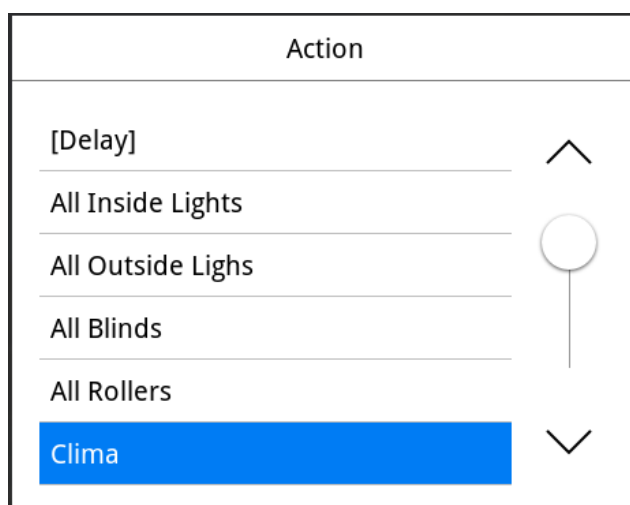 Action
[Delay]
All Inside Lights
All Outside Lighs
All Blinds
All Rollers
Clima